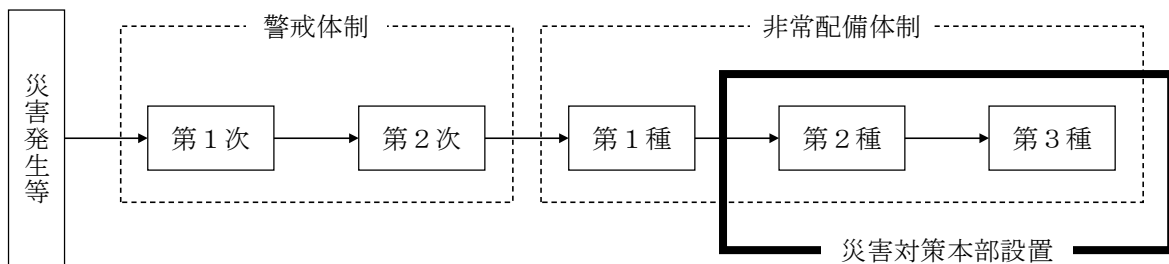 災害発生等
警戒体制
第１次
第２次
非常配備体制
第１種
第２種
第３種
災害対策本部設置